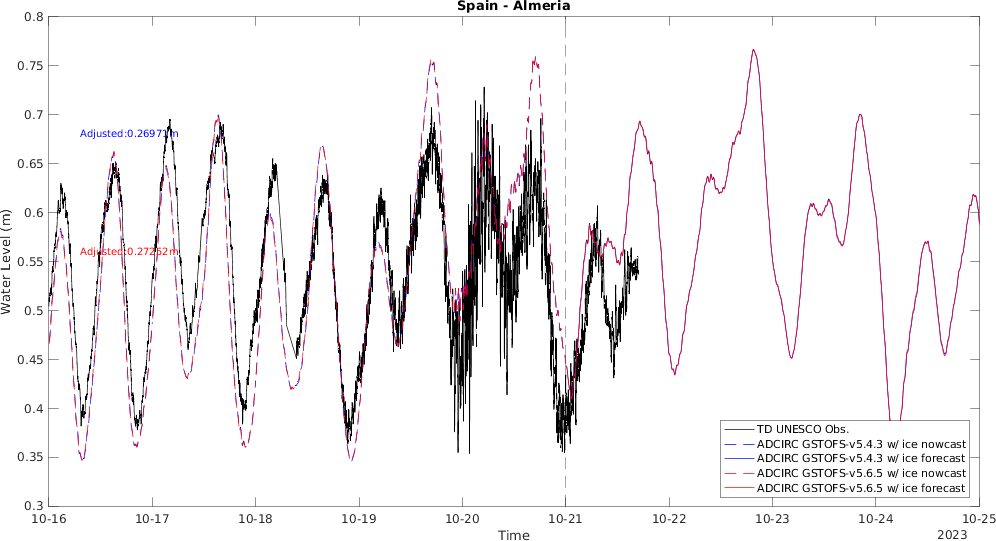 Spain - Almeria
0.8
0.75
0.7
0.65
0.6
0.55
0.5
0.45
0.4
0.35
0.3
Water Level (m)
Adjusted:0.26971m
Adjusted:0.27262m
TD UNESCO Obs.
ADCIRC GSTOFS-v5.4.3 w/ ice nowcast
ADCIRC GSTOFS-v5.4.3 w/ ice forecast
ADCIRC GSTOFS-v5.6.5 w/ ice nowcast
ADCIRC GSTOFS-v5.6.5 w/ ice forecast
10-16 10-17 10-18 10-19 10-20 10-21 10-22 10-23 10-24 10-25
Time
2023